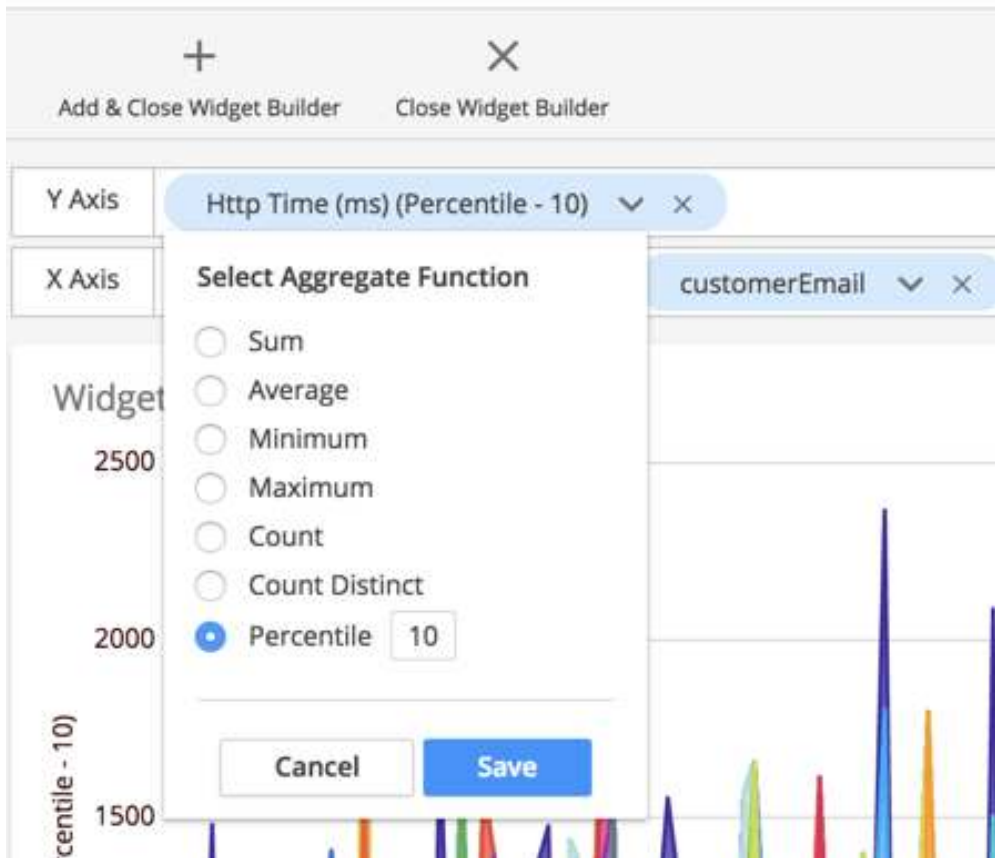 Add & Close Widget Builder
Close Widget Builder
Y Axis
Http Time (ms) (Percentile - 10)
X Axis
customerEmail
Select Aggregate Function
Sum
Average
Minimum
Maximum
Count
Count Distinct
Percentile 10
Cancel
Save
Widget
2500
2000
1500
centile - 10)